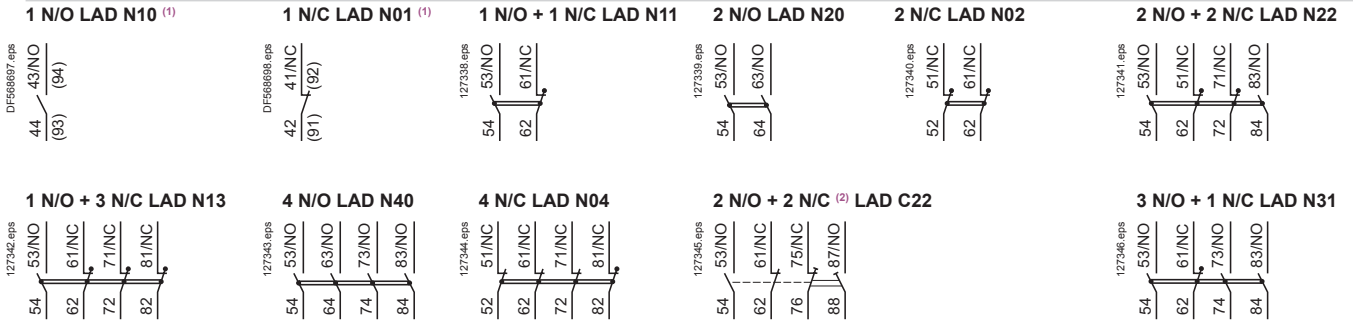 1 N/O LAD N10 (1)
1 N/C LAD N01 (1)
1 N/O + 1 N/C LAD N11
2 N/O LAD N20
2 N/C LAD N02
2 N/O + 2 N/C LAD N22
DF568697.eps
43/NO
(94)
44
(93)
DF568698.eps
41/NC
(92)
42
(91)
127338.eps
53/NO
61/NC
54
62
127339.eps
53/NO
63/NO
54
64
127340.eps
51/NC
61/NC
52
62
127341.eps
53/NO
51/NC
71/NC
83/NO
54
62
72
84
1 N/O + 3 N/C LAD N13
4 N/O LAD N40
4 N/C LAD N04
2 N/O + 2 N/C (2) LAD C22
3 N/O + 1 N/C LAD N31
127342.eps
53/NO
61/NC
71/NC
81/NC
54
62
72
82
127343.eps
53/NO
63/NO
73/NO
83/NO
54
64
74
84
127344.eps
51/NC
61/NC
71/NC
81/NC
52
62
72
82
127345.eps
53/NO
61/NC
75/NC
87/NO
54
62
76
88
127346.eps
53/NO
61/NC
73/NO
83/NO
54
62
74
84